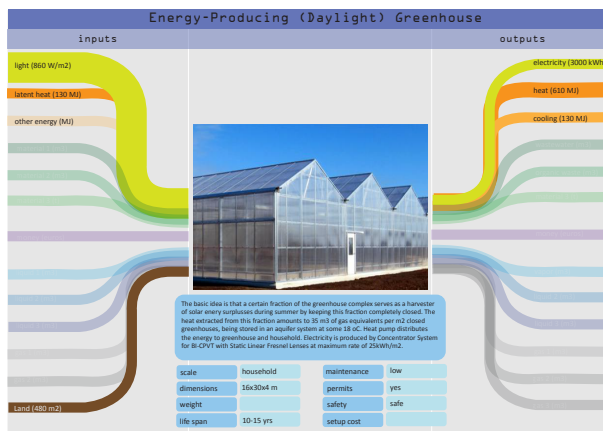 Energy-Producing (Daylight) Greenhouse
inputs
outputs
light (860 W/m2)
latent heat (130 MJ)
other energy (MJ)
Land (480 m2)
electricity (3000 kWh
heat (610 MJ)
cooling (130 MJ)
The basic idea is that a certain fraction of the greenhouse complex serves as a harvester
of solar enery surpluses during summer by keeping this fraction completely closed. The
heat extracted from this fraction amounts to 35 m3 of gas equivalents per m2 closed
greenhouses, being stored in an aquifer system at some 18 oC. Heat pump distributes
the energy to greenhouse and household. Electricity is produced by Concentrator System
for BI-CPVT with Static Linear Fresnel Lenses at maximum rate of 25kWh/m2.
scale household
dimensions 16x30x4 m
weight
life span 10-15 yrs
maintenance low
permits yes
safety safe
setup cost